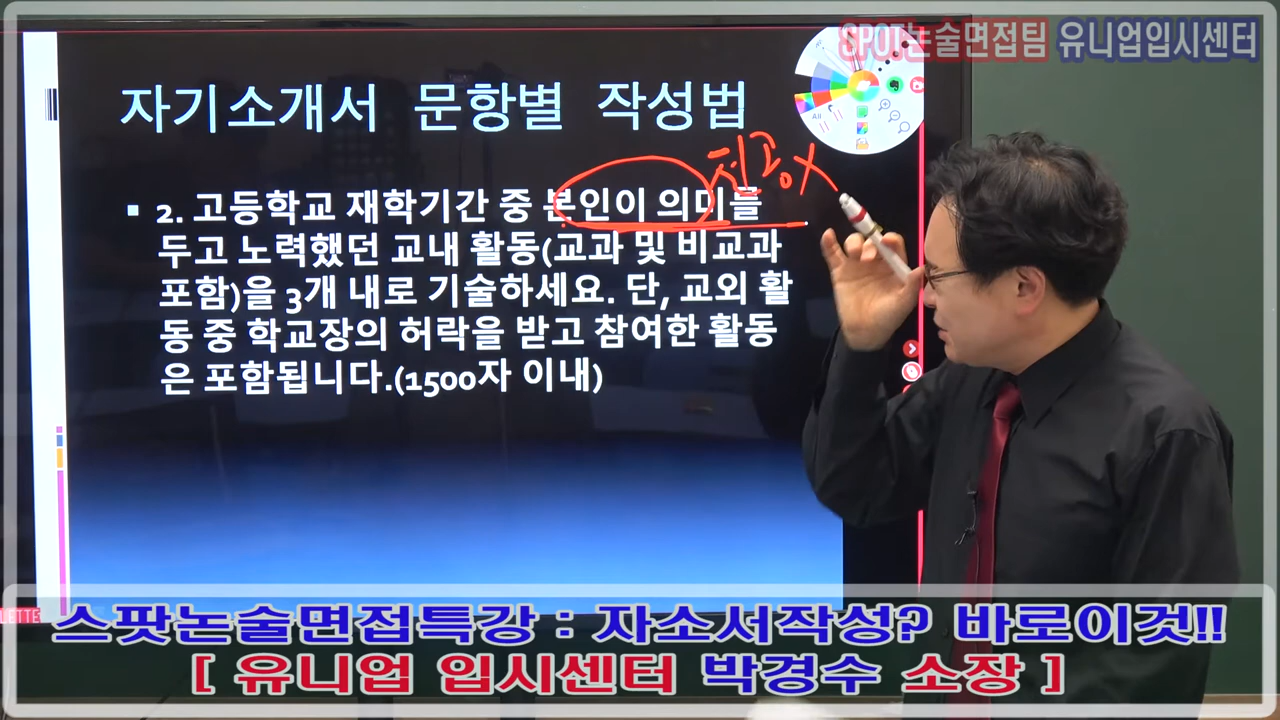 SPOT논술면접팀 유니업입시센터
자기소개서 문항별 작성법
전공X
2. 고등학교 재학기간 중 본인이 의미를
두고 노력했던 교내 활동(교과 및 비교과
포함)을 3개 내로 기술하세요. 단, 교외 활
동 중 학교장의 허락을 받고 참여한 활동
은 포함됩니다.(1500자 이내)
LETTE
스팟논술면접특강 : 자소서작성? 바로이것!!
[ 유니업 입시센터 박경수 소장 ]